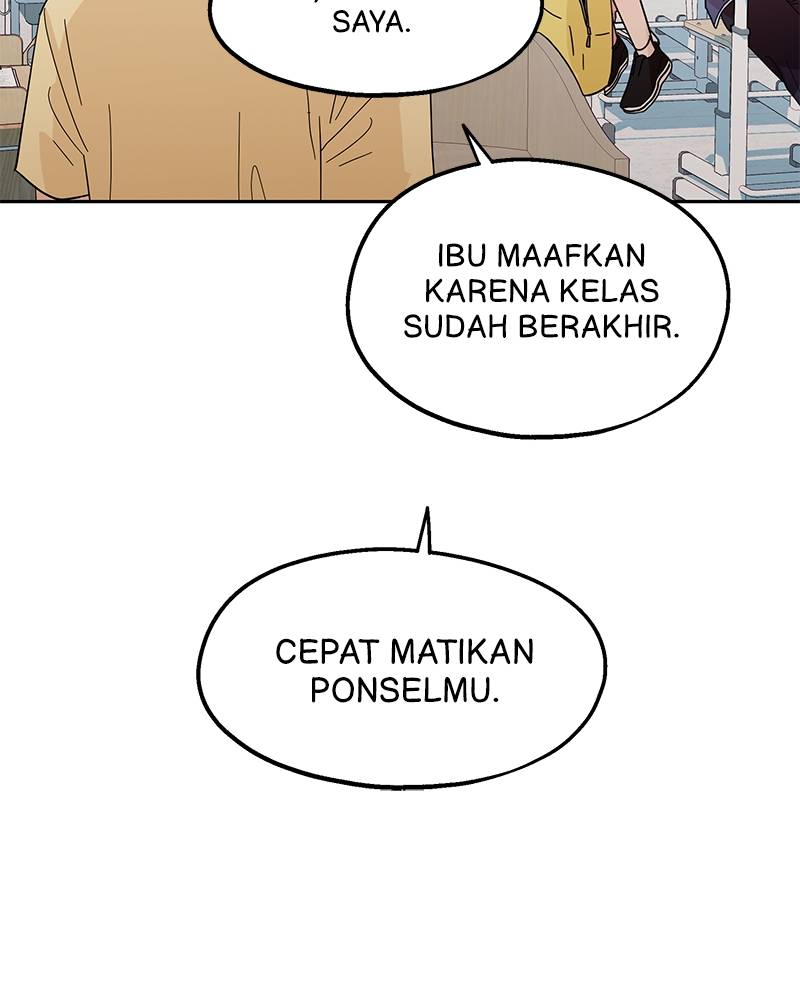 SAYA.
IBU MAAFKAN
KARENA KELAS
SUDAH BERAKHIR.
CEPAT MATIKAN
PONSELMU.